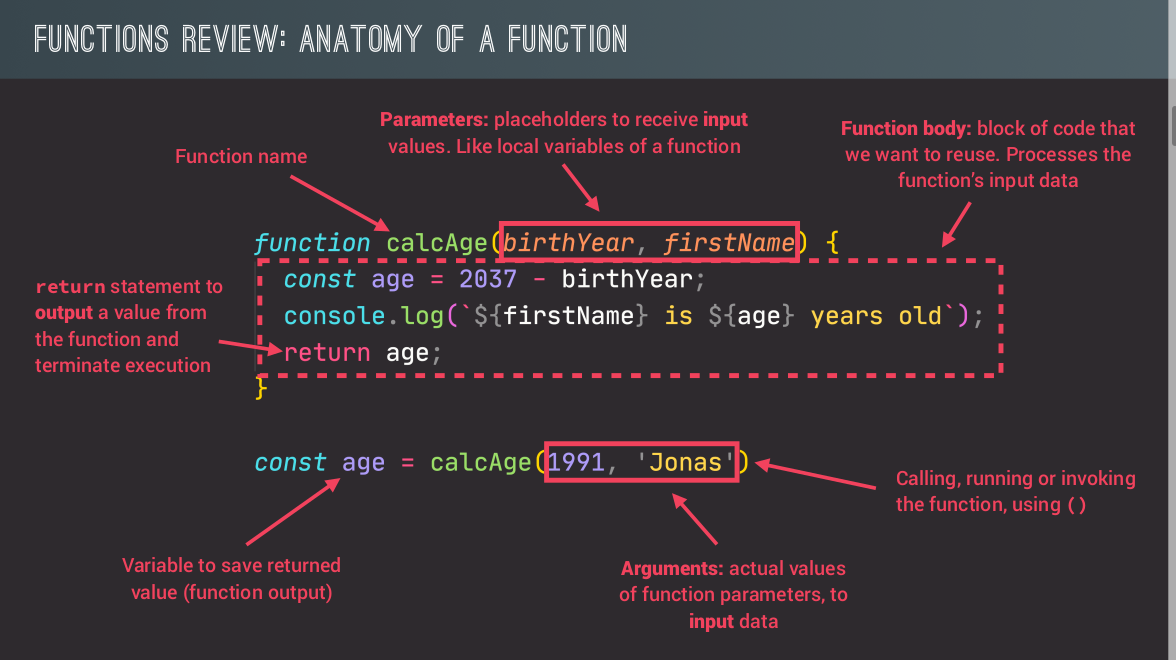 FUNCTIONS REVIEW: ANATOMY OF A FUNCTION
Parameters: placeholders to receive input
values. Like local variables of a function
Function body: block of code that
we want to reuse. Processes the
function’s input data
Function name
function calcAge(birthYear, firstName) {
const age = 2037 - birthYear;
console.log(`${firstName} is ${age} years old`);
return age;
}
return statement to
output a value from
the function and
terminate execution
const age = calcAge(1991, 'Jonas')
Calling, running or invoking
the function, using ()
Variable to save returned
value (function output)
Arguments: actual values
of function parameters, to
input data